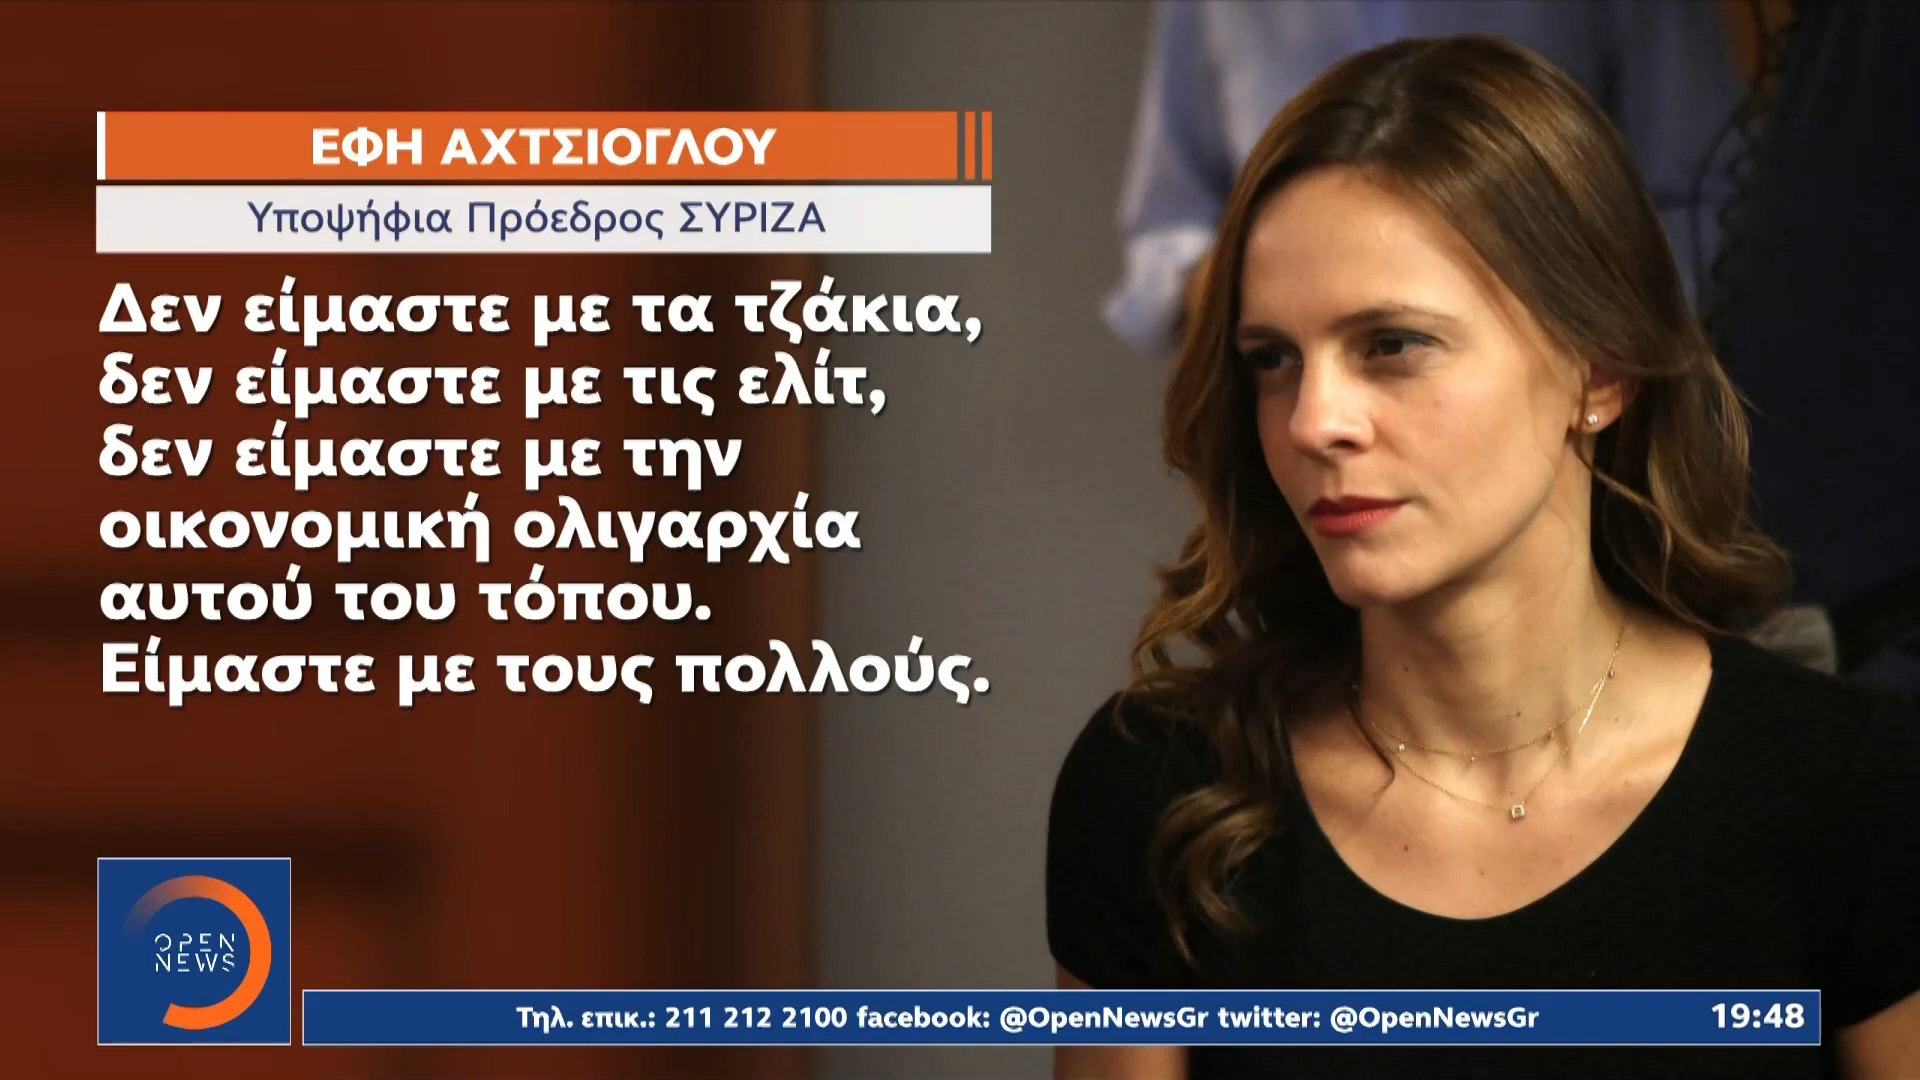 ΕΦΗ ΑΧΤΣΙΟΓΛΟΥ
Υποψήφια Πρόεδρος ΣΥΡΙΖΑ
Δεν είμαστε με τα τζάκια,
δεν είμαστε με τις ελίτ,
δεν είμαστε με την
οικονομική ολιγαρχία
αυτού του τόπου.
Είμαστε με τους πολλούς.
OPEN
NEWS
Τηλ. επικ.: 211 212 2100 facebook: @OpenNewsGr twitter: @OpenNewsGr 19:48